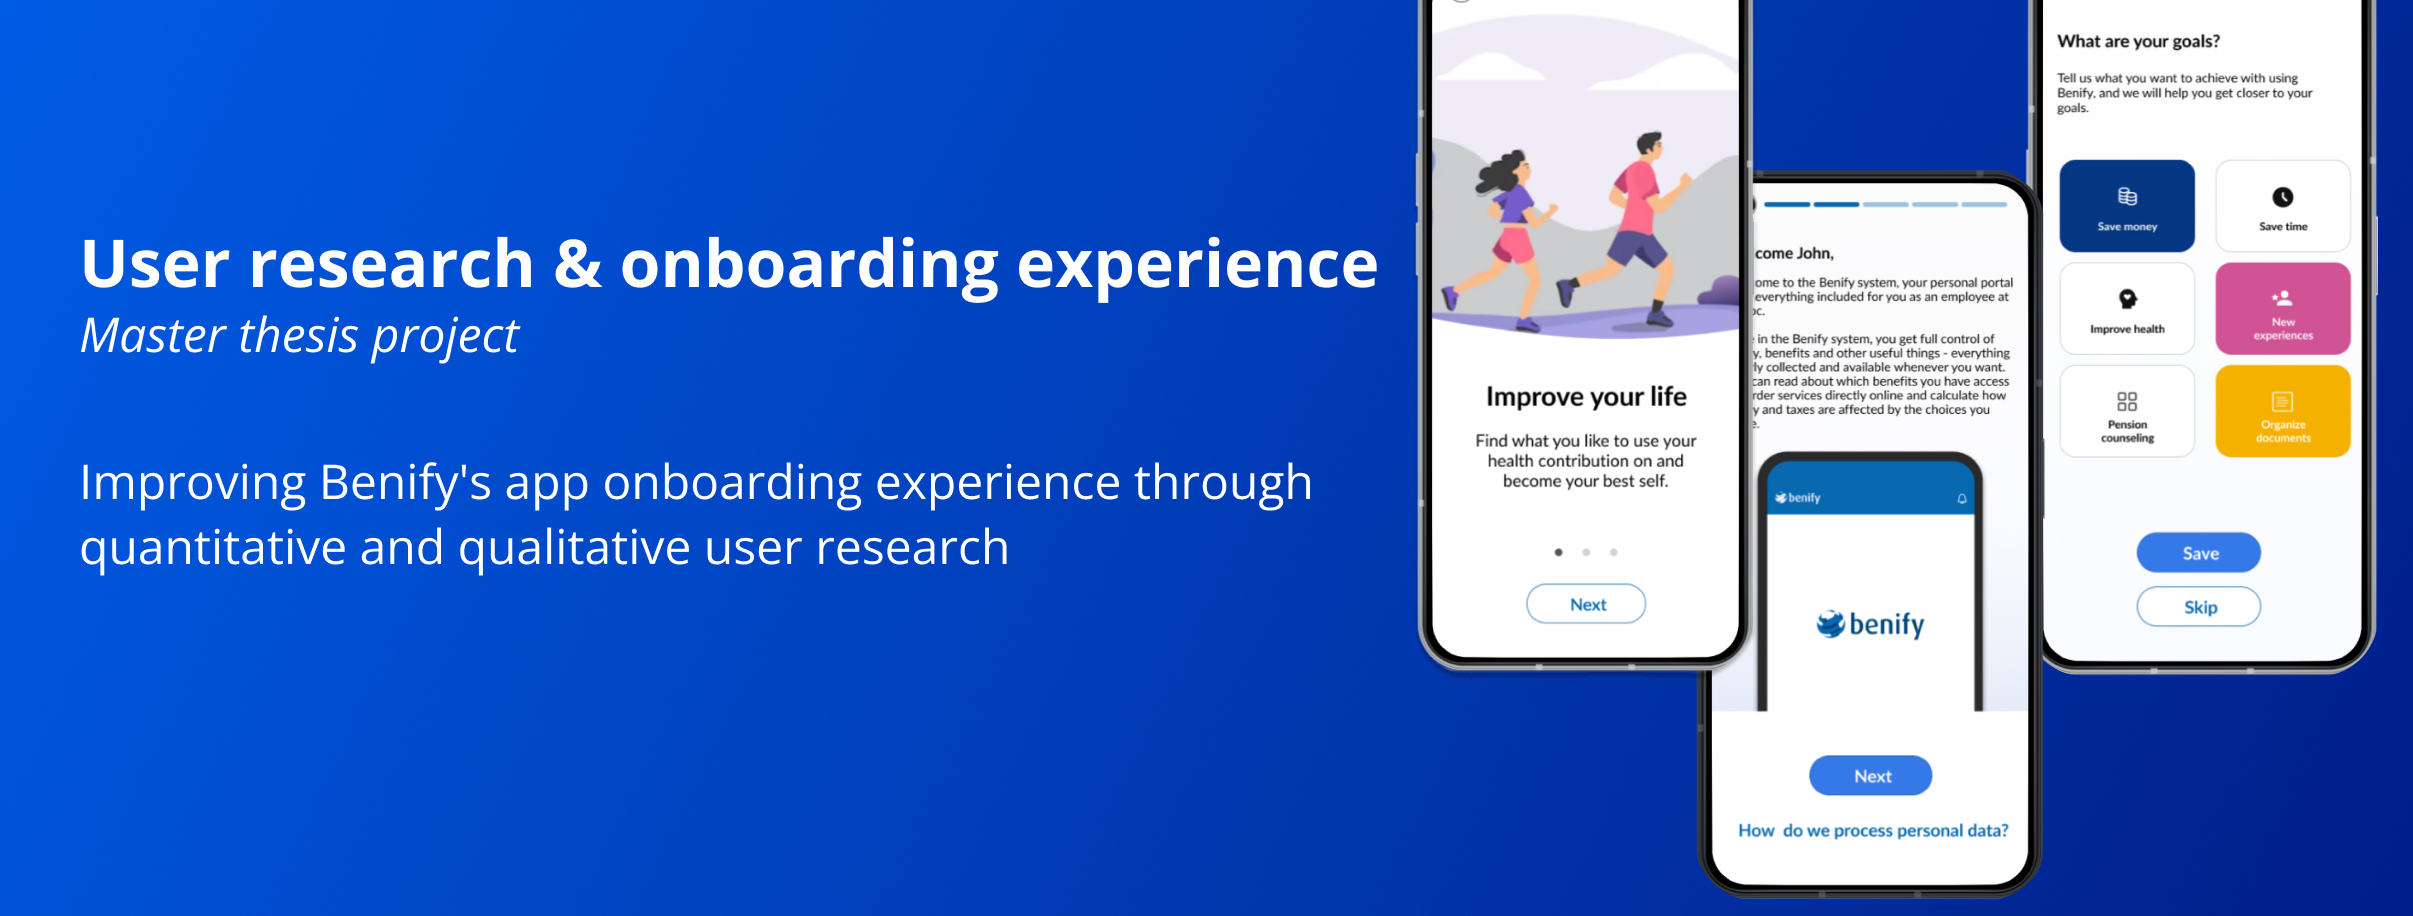 User research & onboarding experience
Master thesis project
Improving Benify's app onboarding experience through
quantitative and qualitative user research
Improve your life
Find what you like to use your
health contribution on and
become your best self.
Next
come John,
ome to the Benify system, your personal portal
everything included for you as an employee at
in the Benify system, you get full control of
y, benefits and other useful things - everything
ly collected and available whenever you want.
can read about which benefits you have access
rder services directly online and calculate how
y and taxes are affected by the choices you
benify
benify
Next
How do we process personal data?
What are your goals?
Tell us what you want to achieve with using
Benify, and we will help you get closer to your
goals.
Save money
Save time
Improve health
New
experiences
Pension
counseling
Organize
documents
Save
Skip